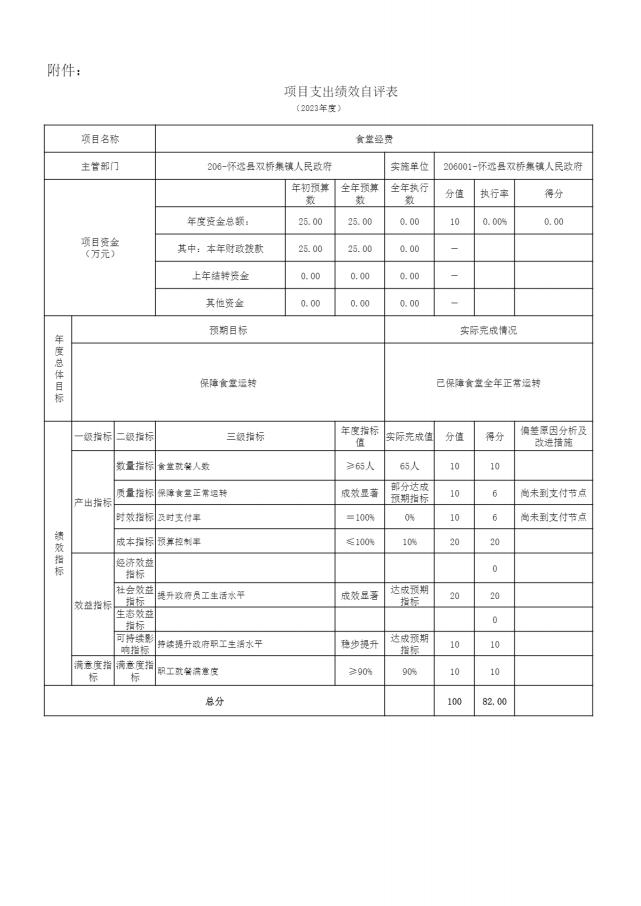 附件：
项目支出绩效自评表
（2023年度）
项目名称 食堂经费
主管部门 206-怀远县双桥集镇人民政府 实施单位 206001-怀远县双桥集镇人民政府
项目资金（万元） 年初预算数 全年预算数 全年执行数 分值 执行率 得分
年度资金总额： 25.00 25.00 0.00 10 0.00% 0.00
其中：本年财政拨款 25.00 25.00 0.00 —
上年结转资金 0.00 0.00 0.00 —
其他资金 0.00 0.00 0.00 —
年度总体目标 预期目标 实际完成情况
保障食堂运转 已保障食堂全年正常运转
绩效指标 一级指标 二级指标 三级指标 年度指标值 实际完成值 分值 得分 偏差原因分析及改进措施
产出指标 数量指标 食堂就餐人数 ≥65人 65人 10 10
质量指标 保障食堂正常运转 成效显著 部分达成预期指标 10 6 尚未到支付节点
时效指标 及时支付率 ＝100% 0% 10 6 尚未到支付节点
成本指标 预算控制率 ≤100% 10% 20 20
效益指标 经济效益指标 0
社会效益指标 提升政府员工生活水平 成效显著 达成预期指标 20 20
生态效益指标 0
可持续影响指标 持续提升政府职工生活水平 稳步提升 达成预期指标 10 10
满意度指标 满意度指标 职工就餐满意度 ≥90% 90% 10 10
总分 100 82.00